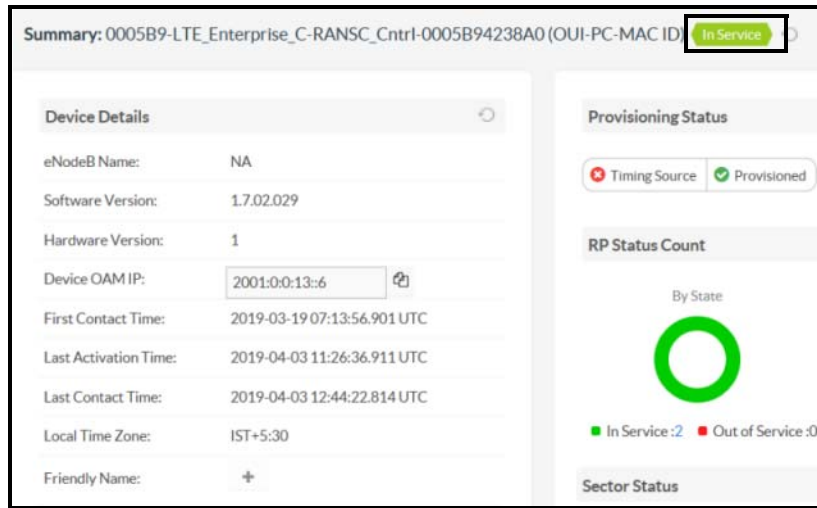 Summary: 0005B9-LTE_Enterprise_C-RANSC_Cntrl-0005B94238A0 (OUI-PC-MAC ID) In Service
Device Details
eNodeB Name: NA
Software Version: 1.7.02.029
Hardware Version: 1
Device OAM IP: 2001:0:0:13::6
First Contact Time: 2019-03-19 07:13:56.901 UTC
Last Activation Time: 2019-04-03 11:26:36.911 UTC
Last Contact Time: 2019-04-03 12:44:22.814 UTC
Local Time Zone: IST+5:30
Friendly Name: +
Provisioning Status
Timing Source Provisioned
RP Status Count
By State
In Service :2 Out of Service :0
Sector Status